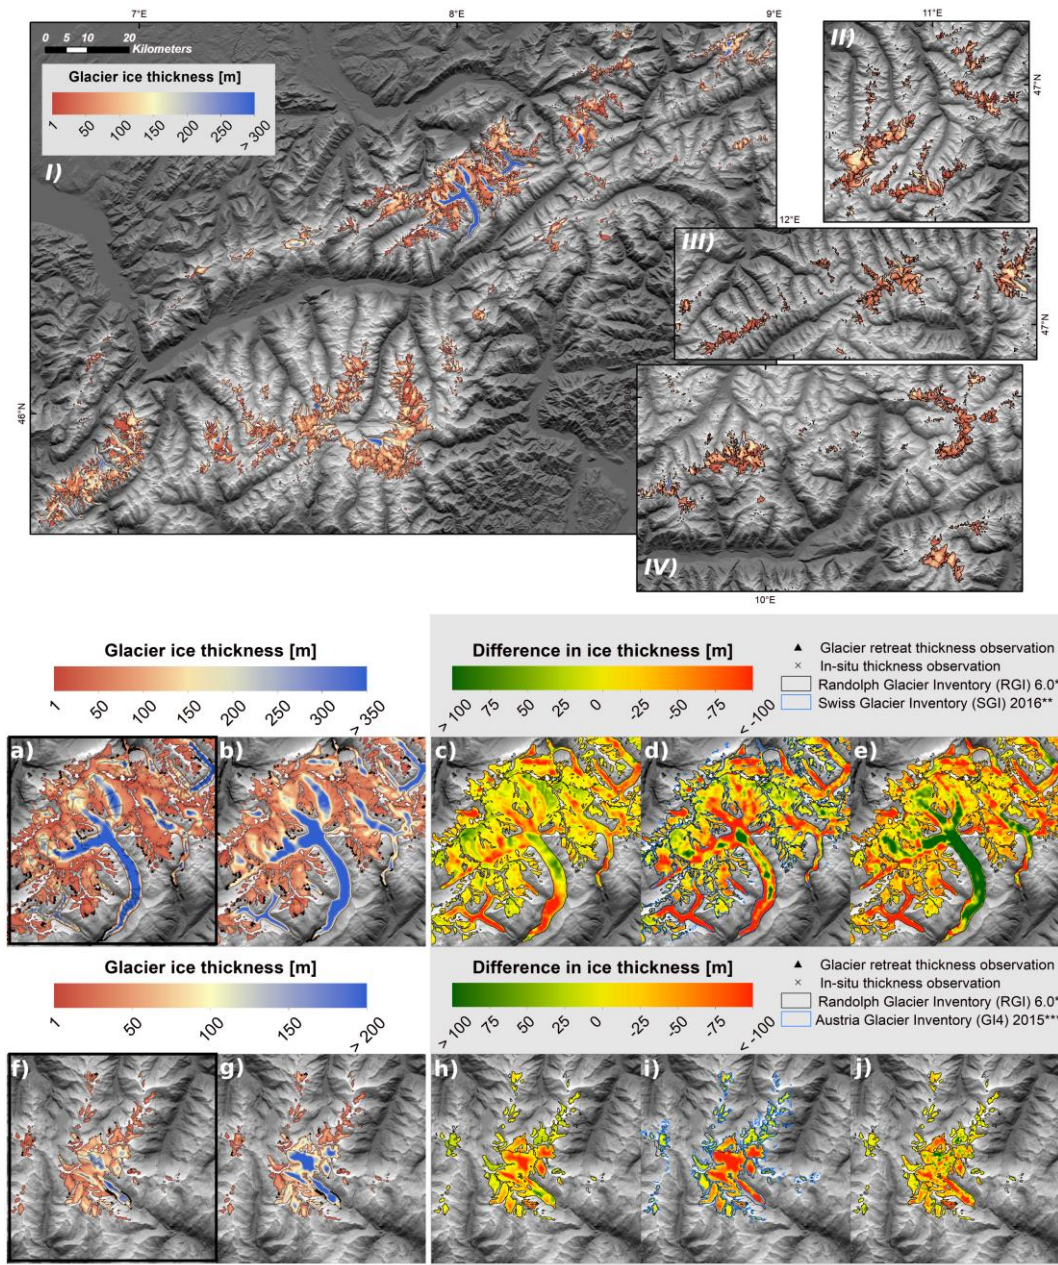 7°E
8°E
9°E
11°E
0 5 10 20
Kilometers
Glacier ice thickness [m]
1 50 100 150 200 250 > 300
I)
II)
47°N
12°E
III)
47°N
46°N
IV)
10°E
Glacier ice thickness [m]
1 50 100 150 200 250 300 > 350
Difference in ice thickness [m]
> 100 75 50 25 0 -25 -50 -75 < -100
Glacier retreat thickness observation
In-situ thickness observation
Randolph Glacier Inventory (RGI) 6.0*
Swiss Glacier Inventory (SGI) 2016**
a) b) c) d) e)
Glacier ice thickness [m]
1 50 100 150 > 200
Difference in ice thickness [m]
> 100 75 50 25 0 -25 -50 -75 < -100
Glacier retreat thickness observation
In-situ thickness observation
Randolph Glacier Inventory (RGI) 6.0*
Austria Glacier Inventory (GI4) 2015***
f) g) h) i) j)